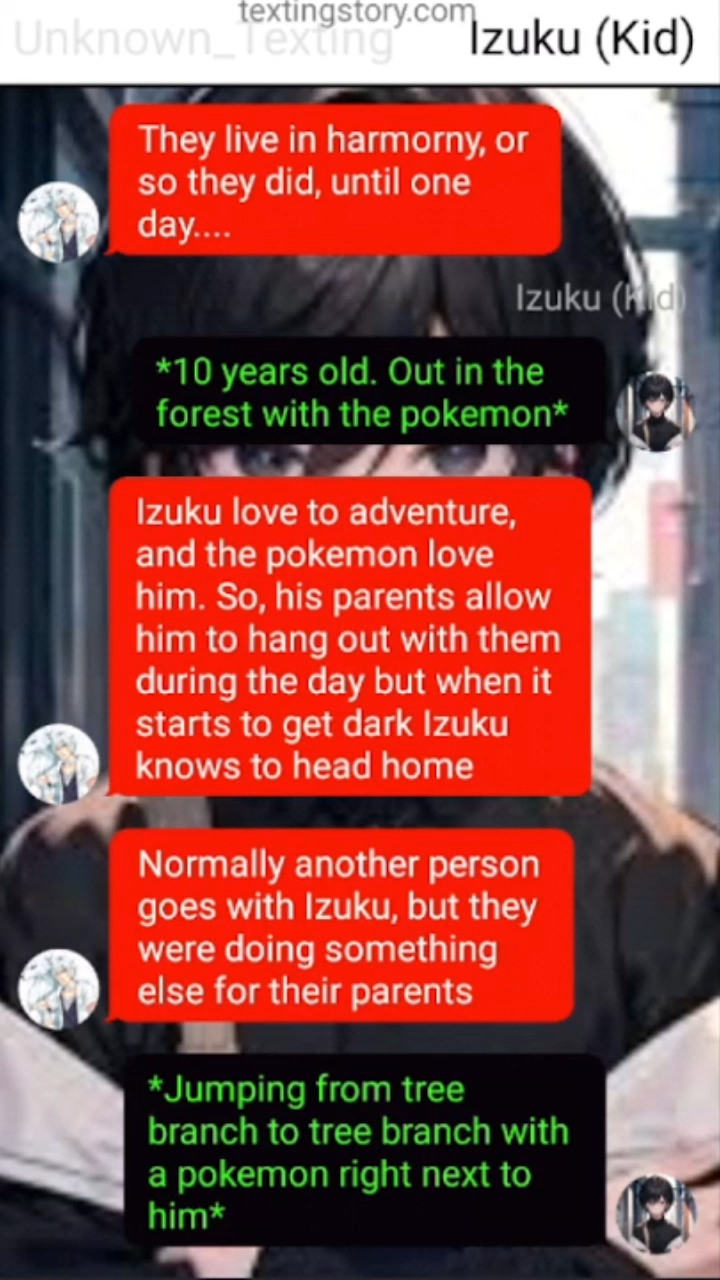 textingstory.com
Unknown_Texting
Izuku (Kid)
They live in harmorny, or
so they did, until one
day....
Izuku (Kid)
*10 years old. Out in the
forest with the pokemon*
Izuku love to adventure,
and the pokemon love
him. So, his parents allow
him to hang out with them
during the day but when it
starts to get dark Izuku
knows to head home
Normally another person
goes with Izuku, but they
were doing something
else for their parents
*Jumping from tree
branch to tree branch with
a pokemon right next to
him*